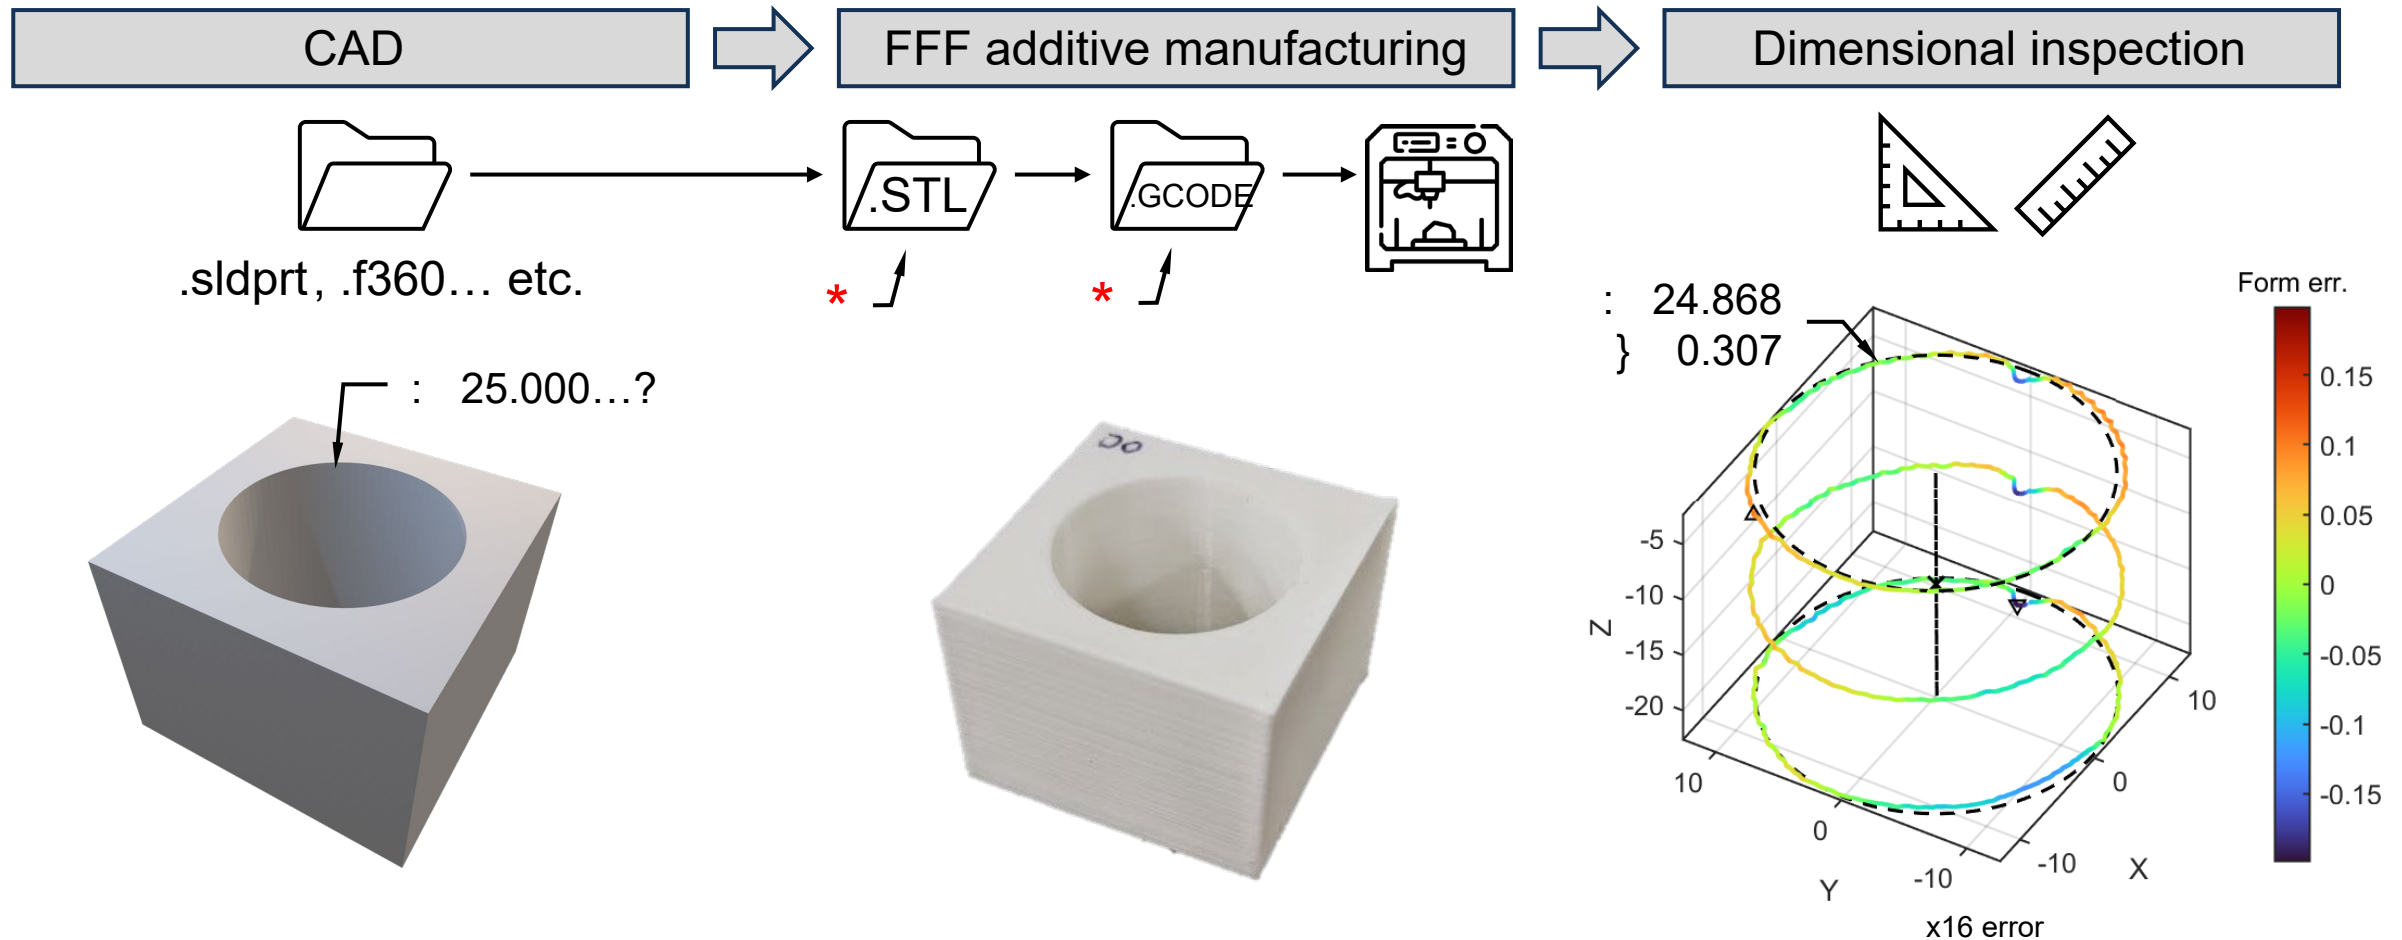 CAD
FFF additive manufacturing
Dimensional inspection
.STL
.GCODE
.sldprt, .f360... etc.
*
*
: 25.000...?
: 24.868
} 0.307
Form err.
0.15
0.1
0.05
0
-0.05
-0.1
-0.15
-5
-10
-15
-20
Z
10
0
-10
Y
10
0
-10
X
x16 error